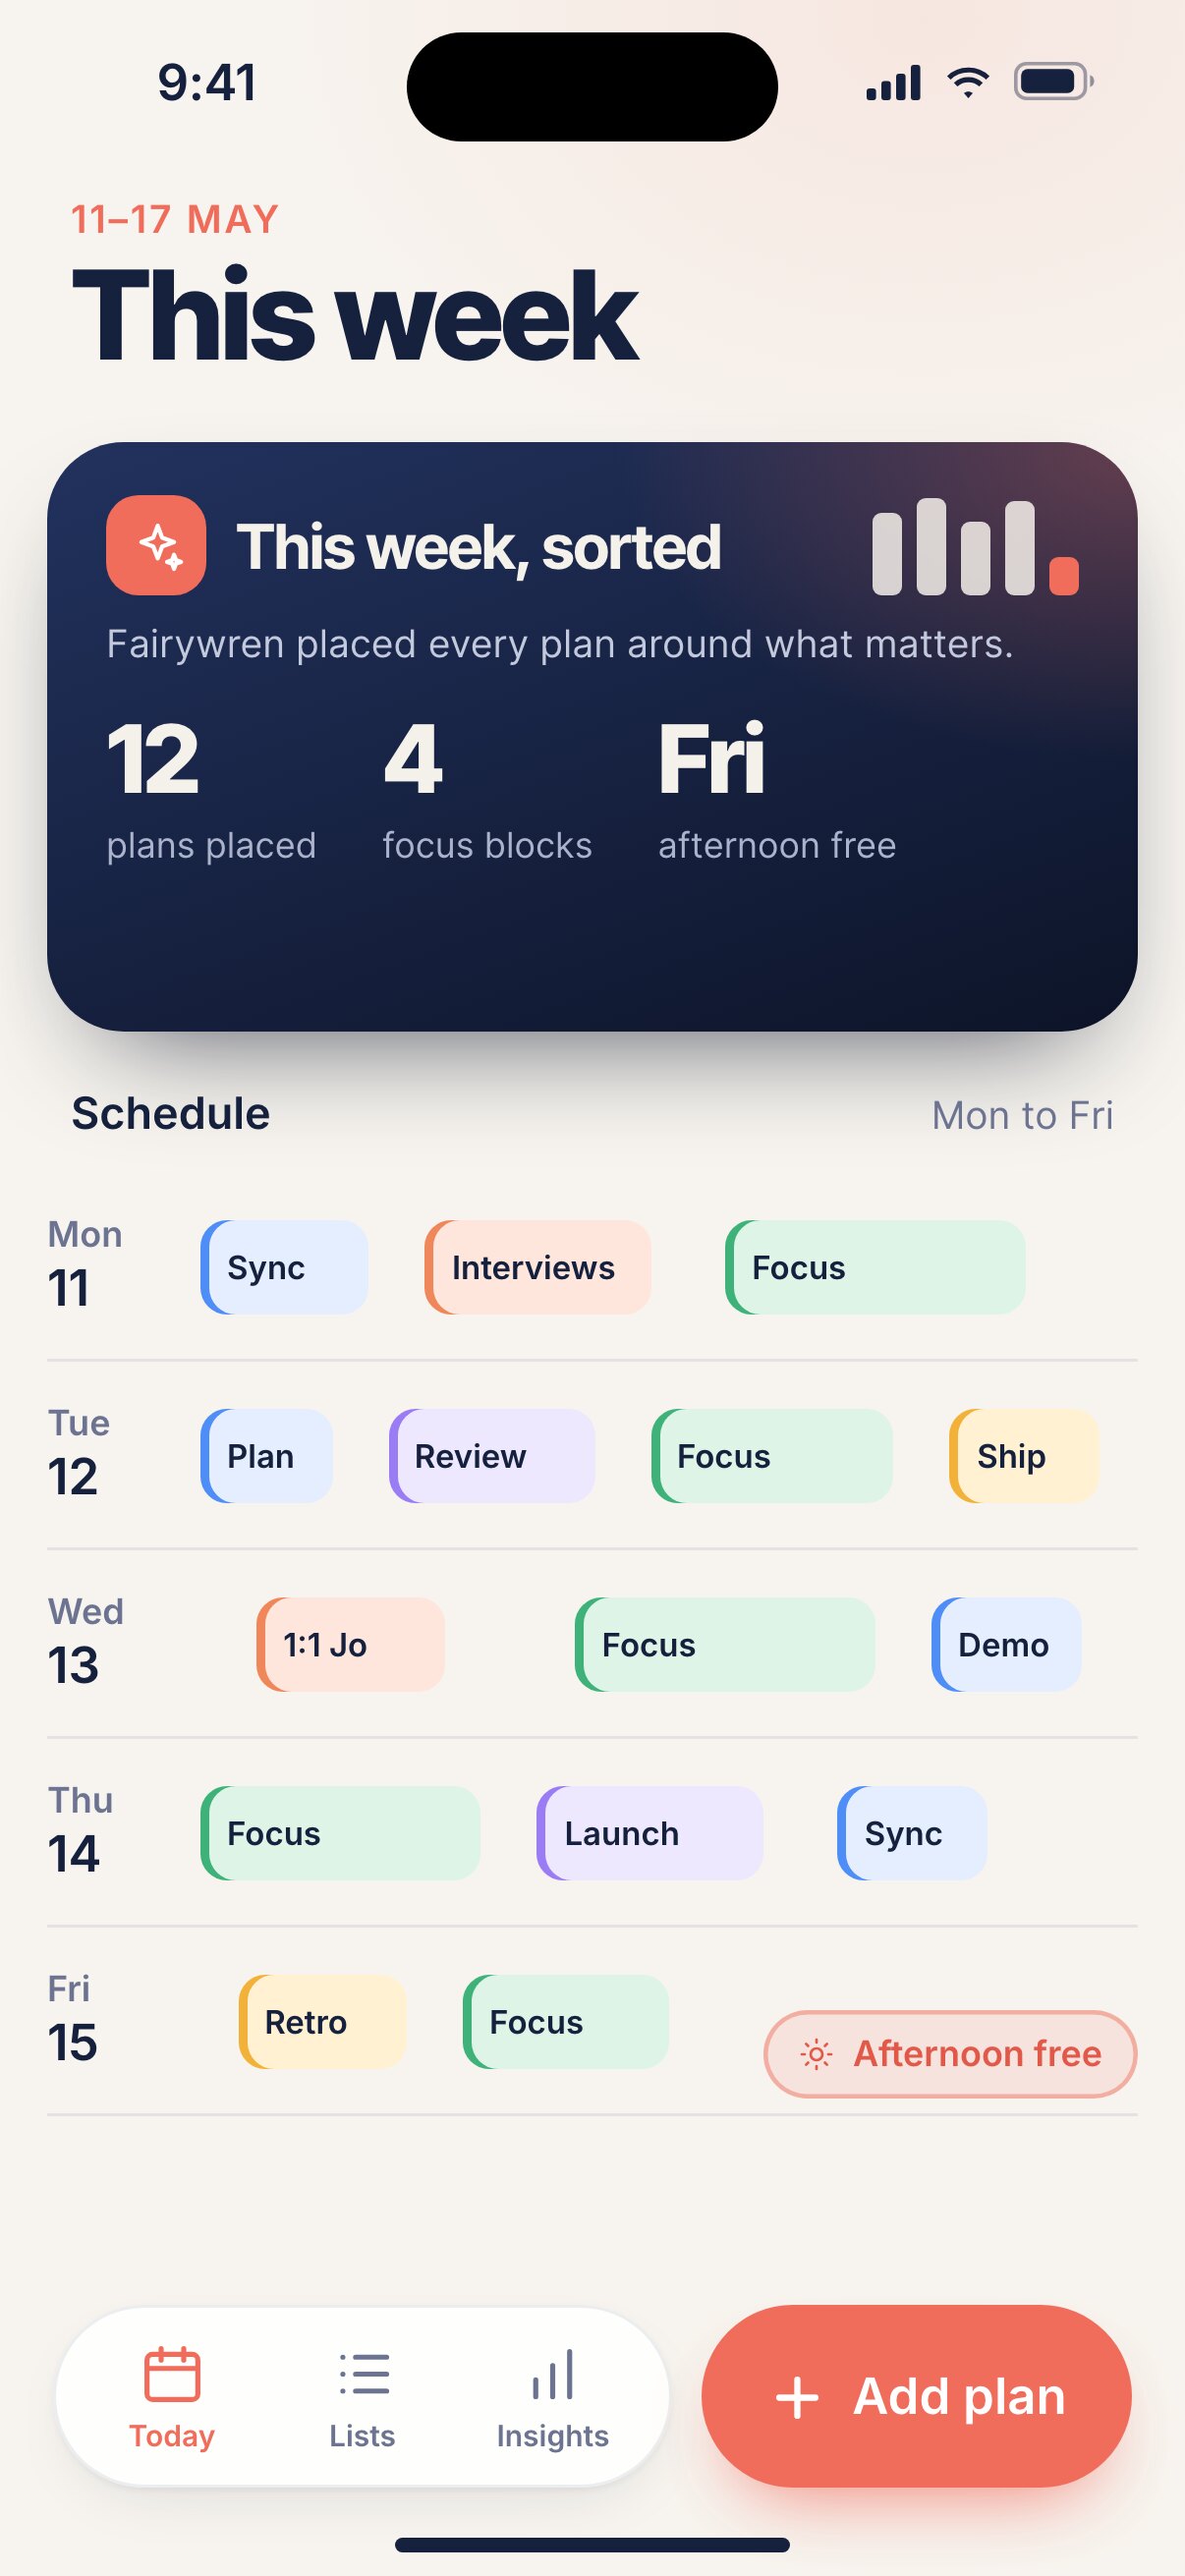 9:41
11–17 MAY
This week
This week, sorted
Fairywren placed every plan around what matters.
12 4 Fri
plans placed focus blocks afternoon free
Schedule Mon to Fri
Mon
11 Sync Interviews Focus
Tue
12 Plan Review Focus Ship
Wed
13 1:1 Jo Focus Demo
Thu
14 Focus Launch Sync
Fri
15 Retro Focus Afternoon free
Today Lists Insights Add plan